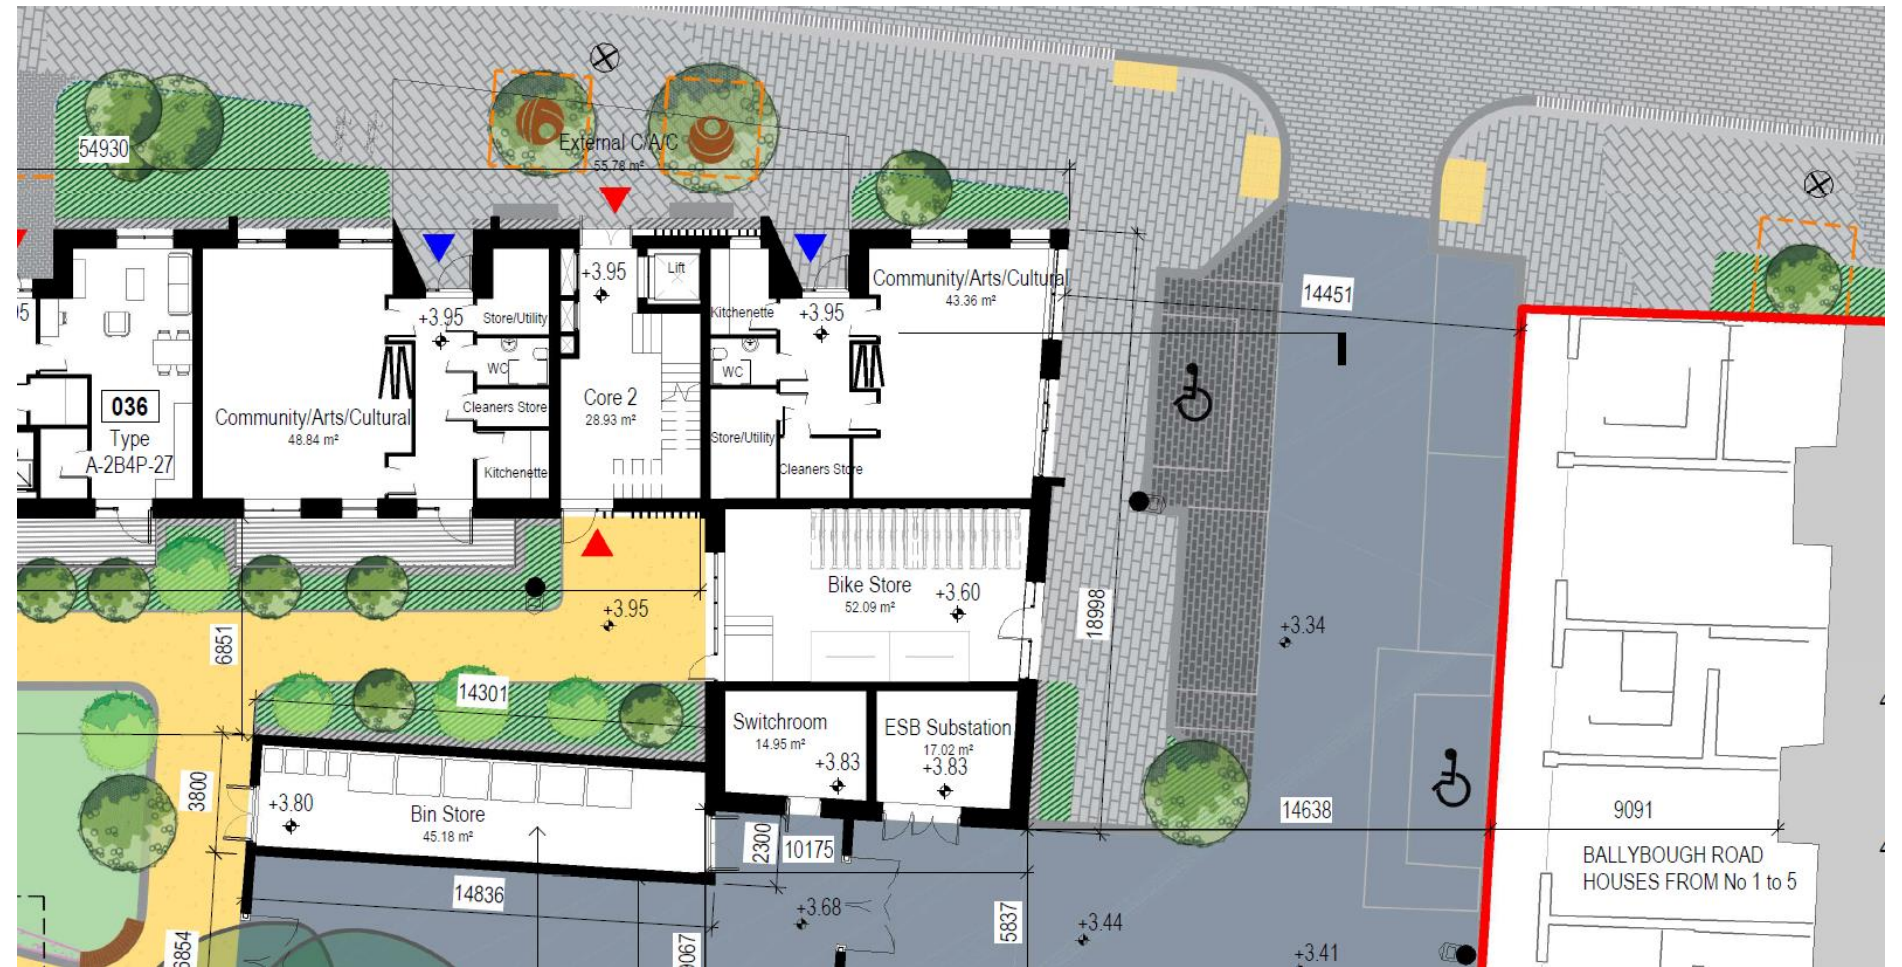 54930
External C/A/C
55.78 m²
+3.95
Lift
Community/Arts/Cultural
43.36 m²
14451
Store/Utility
Kitchenette
+3.95
+3.95
WC
WC
036
Type
A-2B4P-27
Community/Arts/Cultural
48.84 m²
Cleaners Store
Core 2
28.93 m²
Store/Utility
Kitchenette
Cleaners Store
Bike Store
52.09 m²
+3.60
+3.95
18998
+3.34
6851
14301
Switchroom
14.95 m²
+3.83
ESB Substation
17.02 m²
+3.83
3800
+3.80
Bin Store
45.18 m²
2300
10175
14638
9091
BALLYBOUGH ROAD
HOUSES FROM No 1 to 5
14836
+3.68
5837
+3.44
+3.41